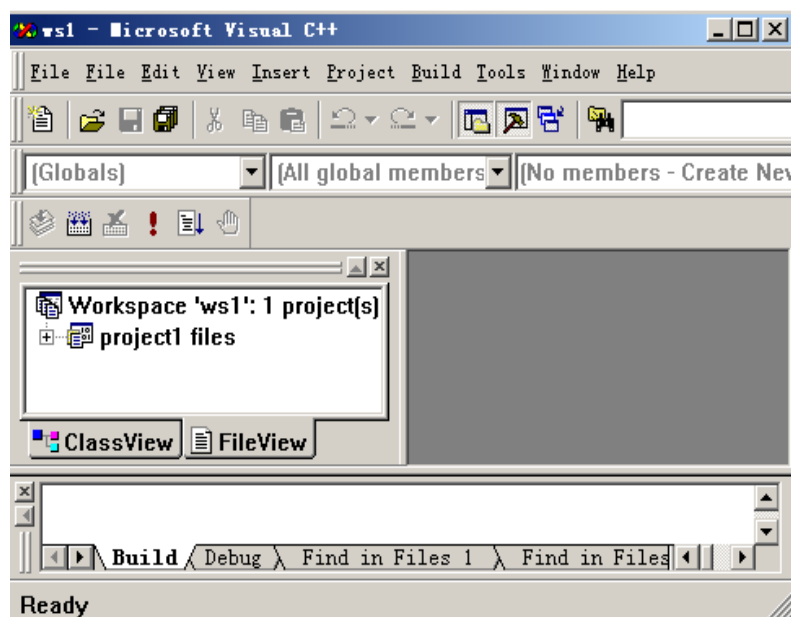 ws1 - Microsoft Visual C++
File File Edit View Insert Project Build Tools Window Help
(Globals) (All global members (No members - Create New
Workspace 'ws1': 1 project(s)
project1 files
ClassView FileView
Build Debug Find in Files 1 Find in Files
Ready